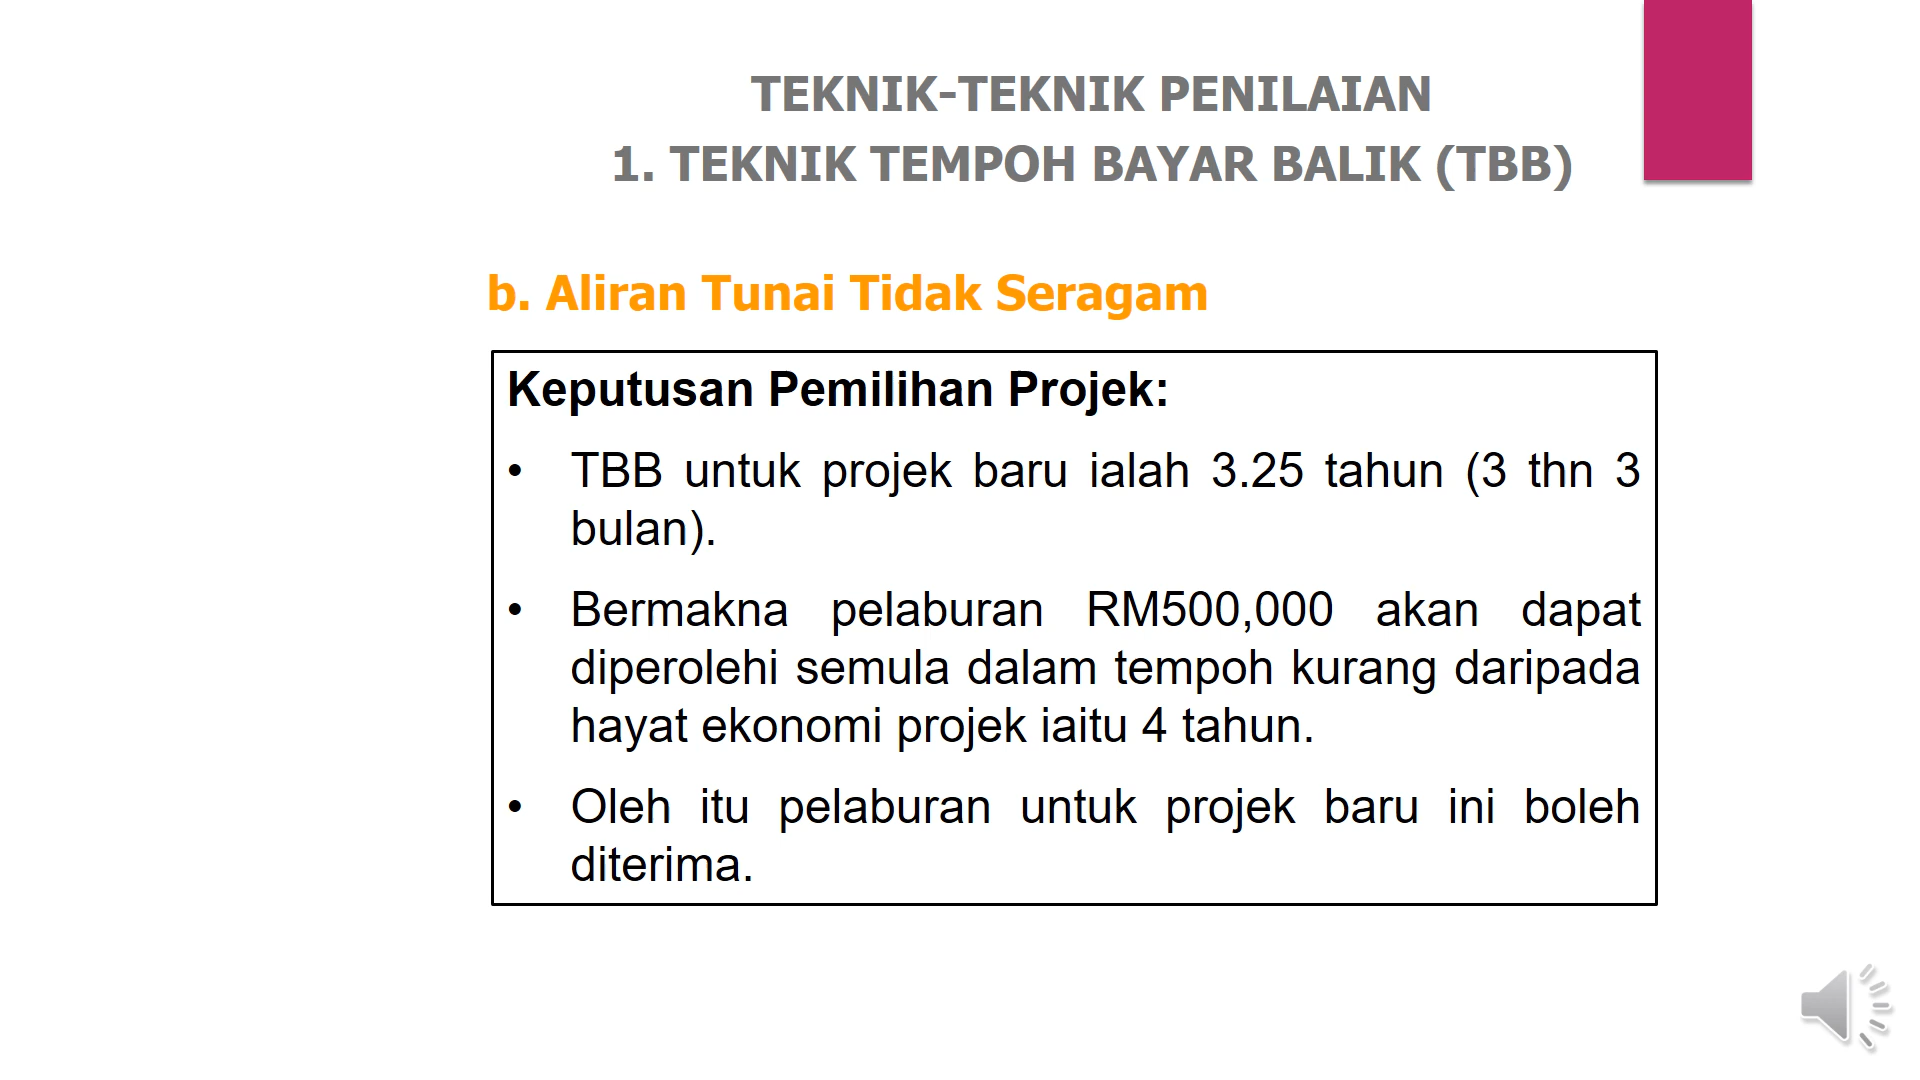 TEKNIK-TEKNIK PENILAIAN
1. TEKNIK TEMPOH BAYAR BALIK (TBB)
b. Aliran Tunai Tidak Seragam
Keputusan Pemilihan Projek:
• TBB untuk projek baru ialah 3.25 tahun (3 thn 3
bulan).
• Bermakna pelaburan RM500,000 akan dapat
diperolehi semula dalam tempoh kurang daripada
hayat ekonomi projek iaitu 4 tahun.
• Oleh itu pelaburan untuk projek baru ini boleh
diterima.